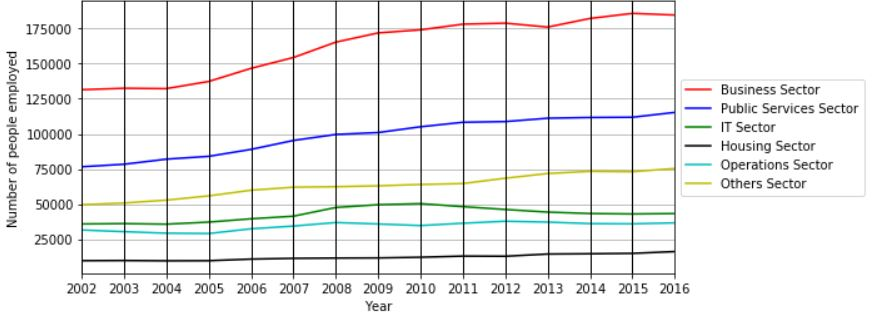 175000
150000
125000
100000
75000
50000
25000
Number of people employed
2002 2003 2004 2005 2006 2007 2008 2009 2010 2011 2012 2013 2014 2015 2016
Year
Business Sector
Public Services Sector
IT Sector
Housing Sector
Operations Sector
Others Sector